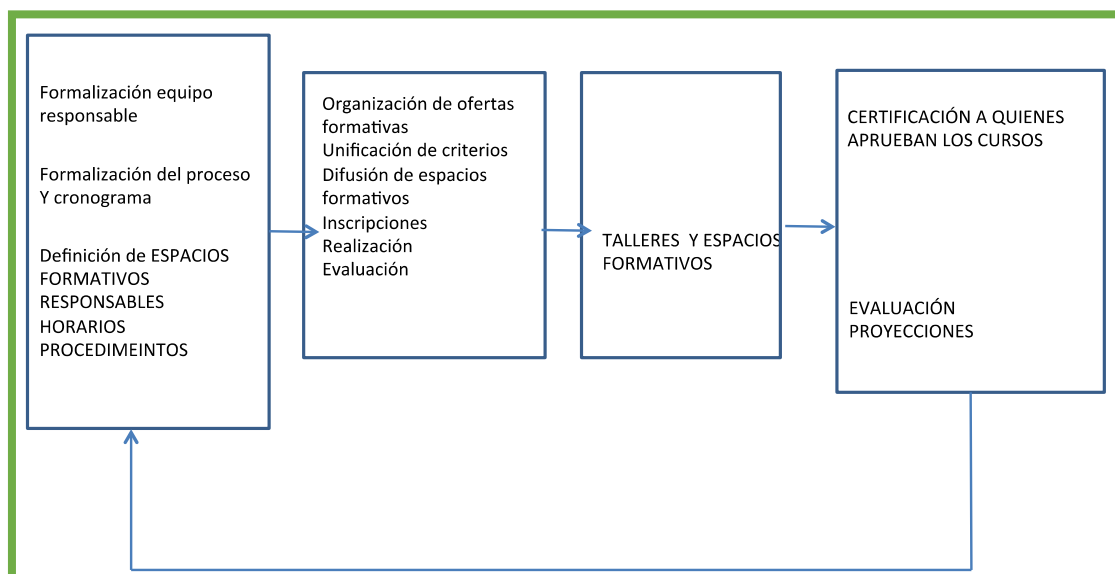 Formalización equipo
responsable
Formalización del proceso
Y cronograma
Definición de ESPACIOS
FORMATIVOS
RESPONSABLES
HORARIOS
PROCEDIMEINTOS
Organización de ofertas
formativas
Unificación de criterios
Difusión de espacios
formativos
Inscripciones
Realización
Evaluación
TALLERES Y ESPACIOS
FORMATIVOS
CERTIFICACIÓN A QUIENES
APRUEBAN LOS CURSOS
EVALUACIÓN
PROYECCIONES